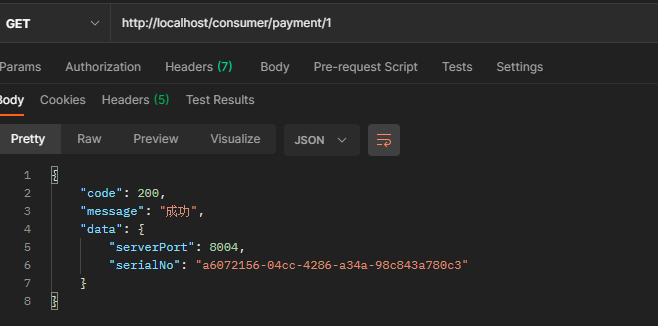 GET http://localhost/consumer/payment/1
Params Authorization Headers (7) Body Pre-request Script Tests Settings
Body Cookies Headers (5) Test Results
Pretty Raw Preview Visualize JSON
1 {
2 "code": 200,
3 "message": "成功",
4 "data": {
5 "serverPort": 8004,
6 "serialNo": "a6072156-04cc-4286-a34a-98c843a780c3"
7 }
8 }